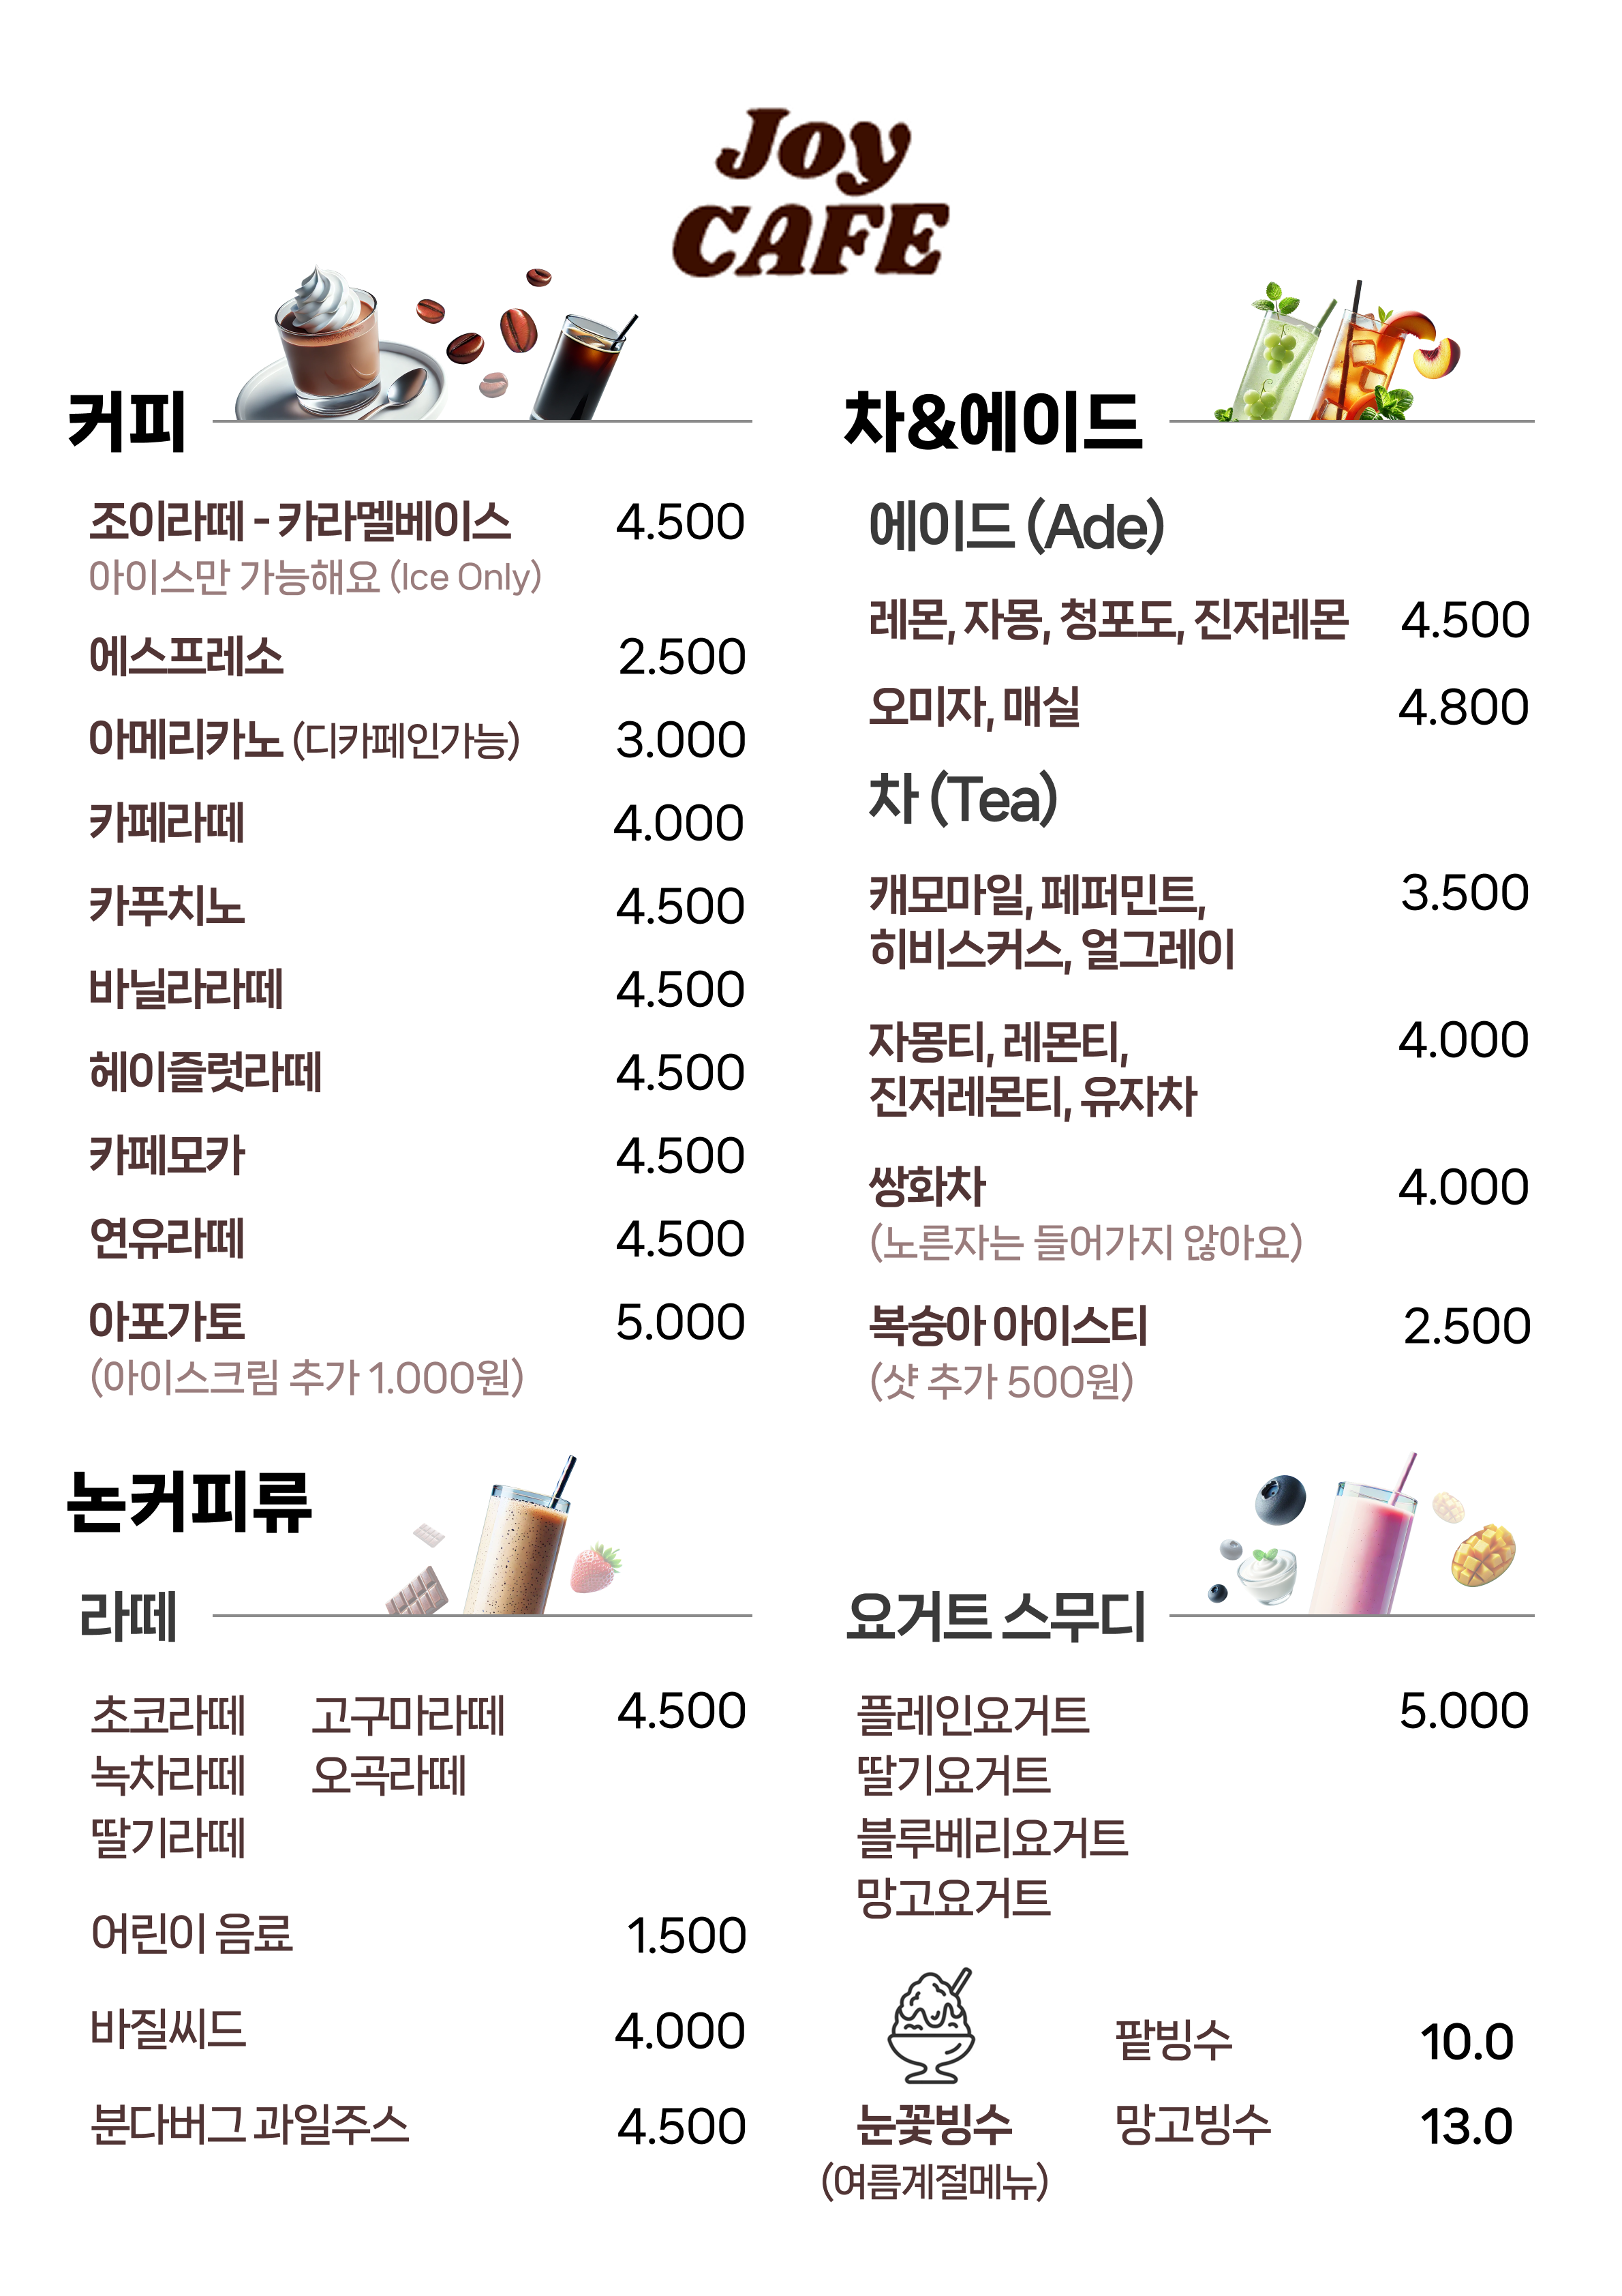 Joy
CAFE
커피
조이라떼 - 카라멜베이스 4.500
아이스만 가능해요 (Ice Only)
에스프레소 2.500
아메리카노 (디카페인가능) 3.000
카페라떼 4.000
카푸치노 4.500
바닐라라떼 4.500
헤이즐럿라떼 4.500
카페모카 4.500
연유라떼 4.500
아포가토 5.000
(아이스크림 추가 1.000원)
차&에이드
에이드 (Ade)
레몬, 자몽, 청포도, 진저레몬 4.500
오미자, 매실 4.800
차 (Tea)
캐모마일, 페퍼민트, 3.500
히비스커스, 얼그레이
자몽티, 레몬티, 4.000
진저레몬티, 유자차
쌍화차 4.000
(노른자는 들어가지 않아요)
복숭아 아이스티 2.500
(샷 추가 500원)
논커피류
라떼
초코라떼 고구마라떼 4.500
녹차라떼 오곡라떼
딸기라떼
어린이 음료 1.500
바질씨드 4.000
분다버그 과일주스 4.500
요거트 스무디
플레인요거트 5.000
딸기요거트
블루베리요거트
망고요거트
팥빙수 10.0
눈꽃빙수 망고빙수 13.0
(여름계절메뉴)